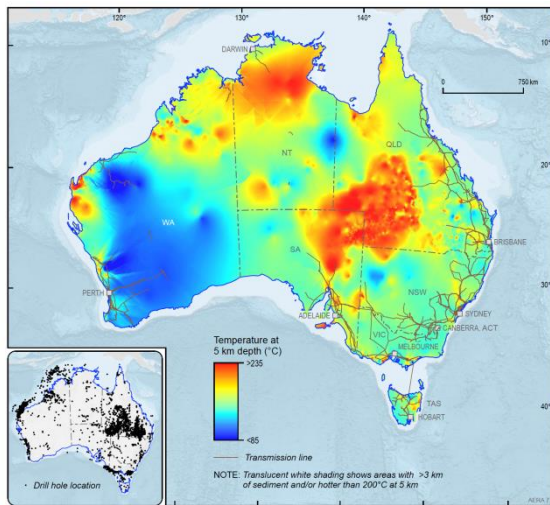 120° 130° 140° 150°
10°
DARWIN
0 750 km
NT
QLD
20°
20°
WA
BRISBANE
SA
30°
NSW
30°
PERTH
ADELAIDE
SYDNEY
CANBERRA, ACT
VIC
MELBOURNE
Temperature at
5 km depth (°C)
>235
<85
TAS
HOBART
40°
Transmission line
NOTE: Translucent white shading shows areas with >3 km
of sediment and/or hotter than 200°C at 5 km
Drill hole location
AERA